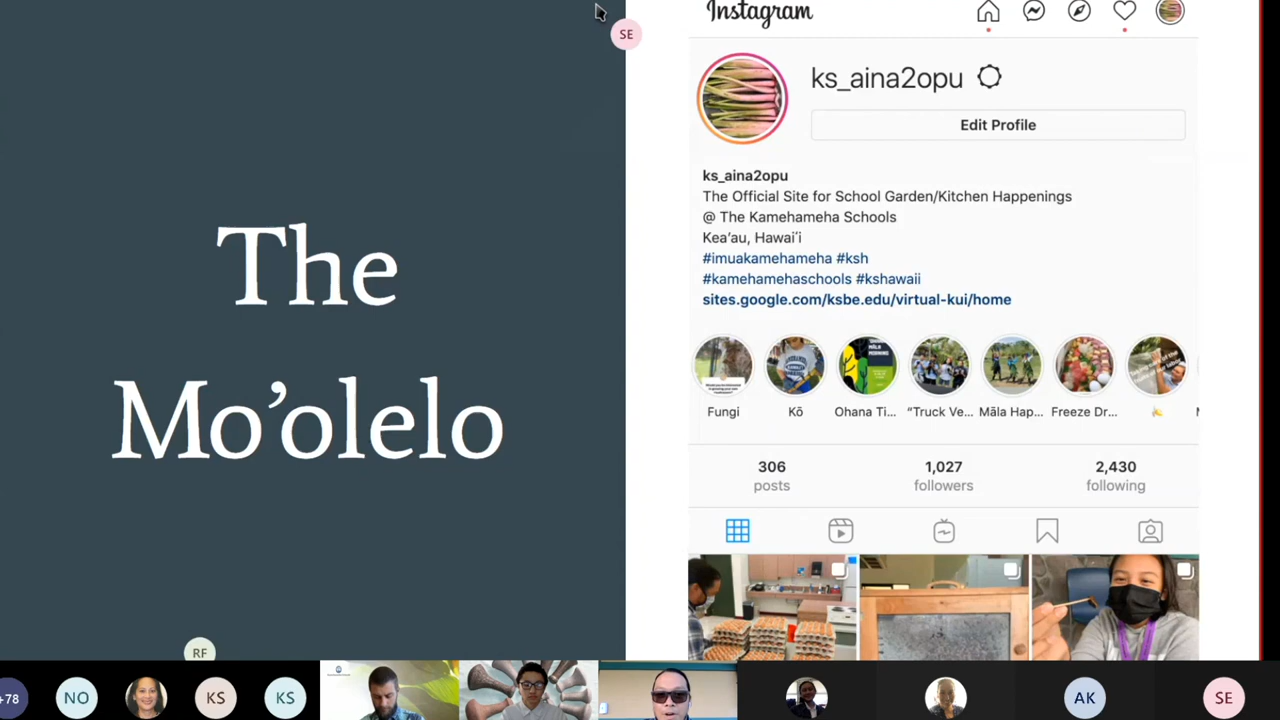 The
Mo’olelo
SE
Instagram
ks_aina2opu
Edit Profile
ks_aina2opu
The Official Site for School Garden/Kitchen Happenings
@ The Kamehameha Schools
Kea’au, Hawai’i
#imuakamehameha #ksh
#kamehamehaschools #kshawaii
sites.google.com/ksbe.edu/virtual-kui/home
Fungi
Kō
Ohana Ti...
“Truck Ve...
Māla Hap...
Freeze Dr...
306
posts
1,027
followers
2,430
following
RF
+78
NO
KS
KS
AK
SE